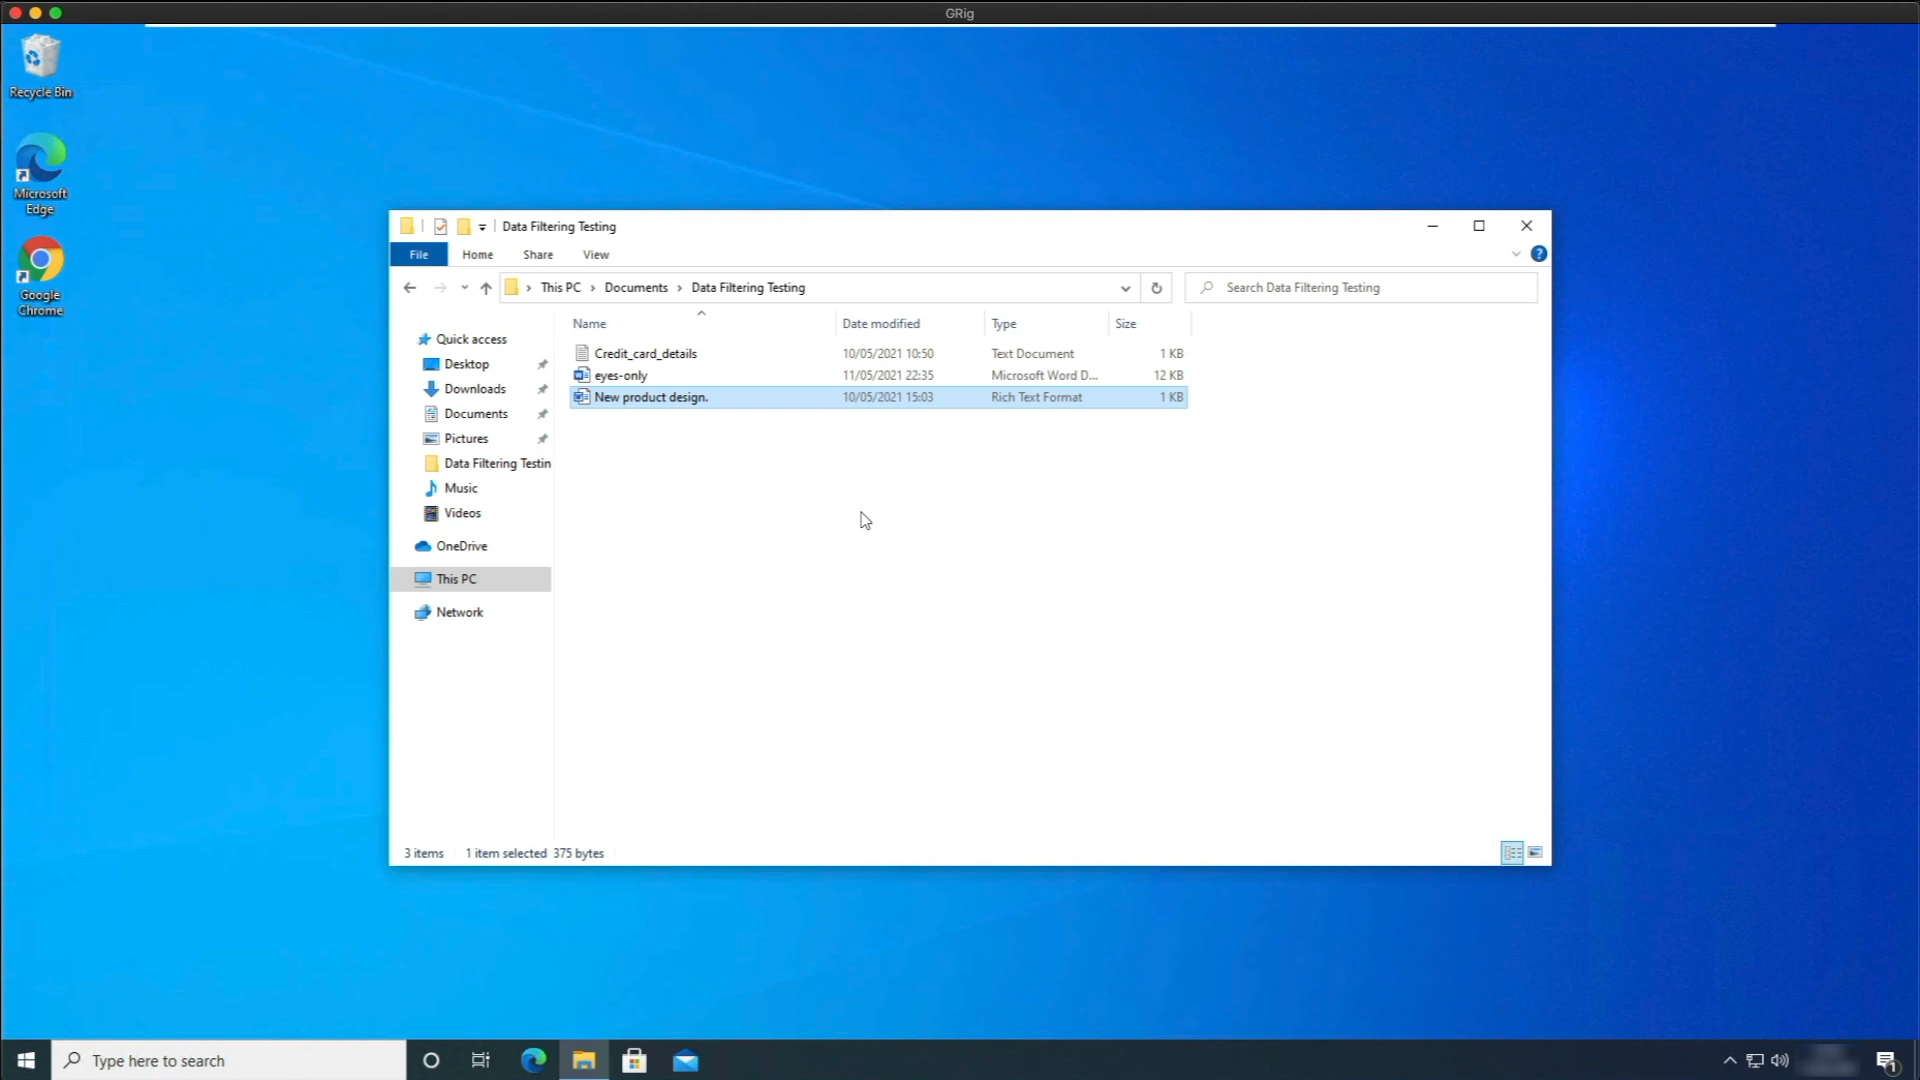 GRig
Recycle Bin
Microsoft
Edge
Google
Chrome
Data Filtering Testing
File Home Share View
This PC Documents Data Filtering Testing
Search Data Filtering Testing
Name Date modified Type Size
Credit_card_details 10/05/2021 10:50 Text Document 1 KB
eyes-only 11/05/2021 22:35 Microsoft Word D... 12 KB
New product design. 10/05/2021 15:03 Rich Text Format 1 KB
Quick access
Desktop
Downloads
Documents
Pictures
Data Filtering Testin
Music
Videos
OneDrive
This PC
Network
3 items 1 item selected 375 bytes
Type here to search
1